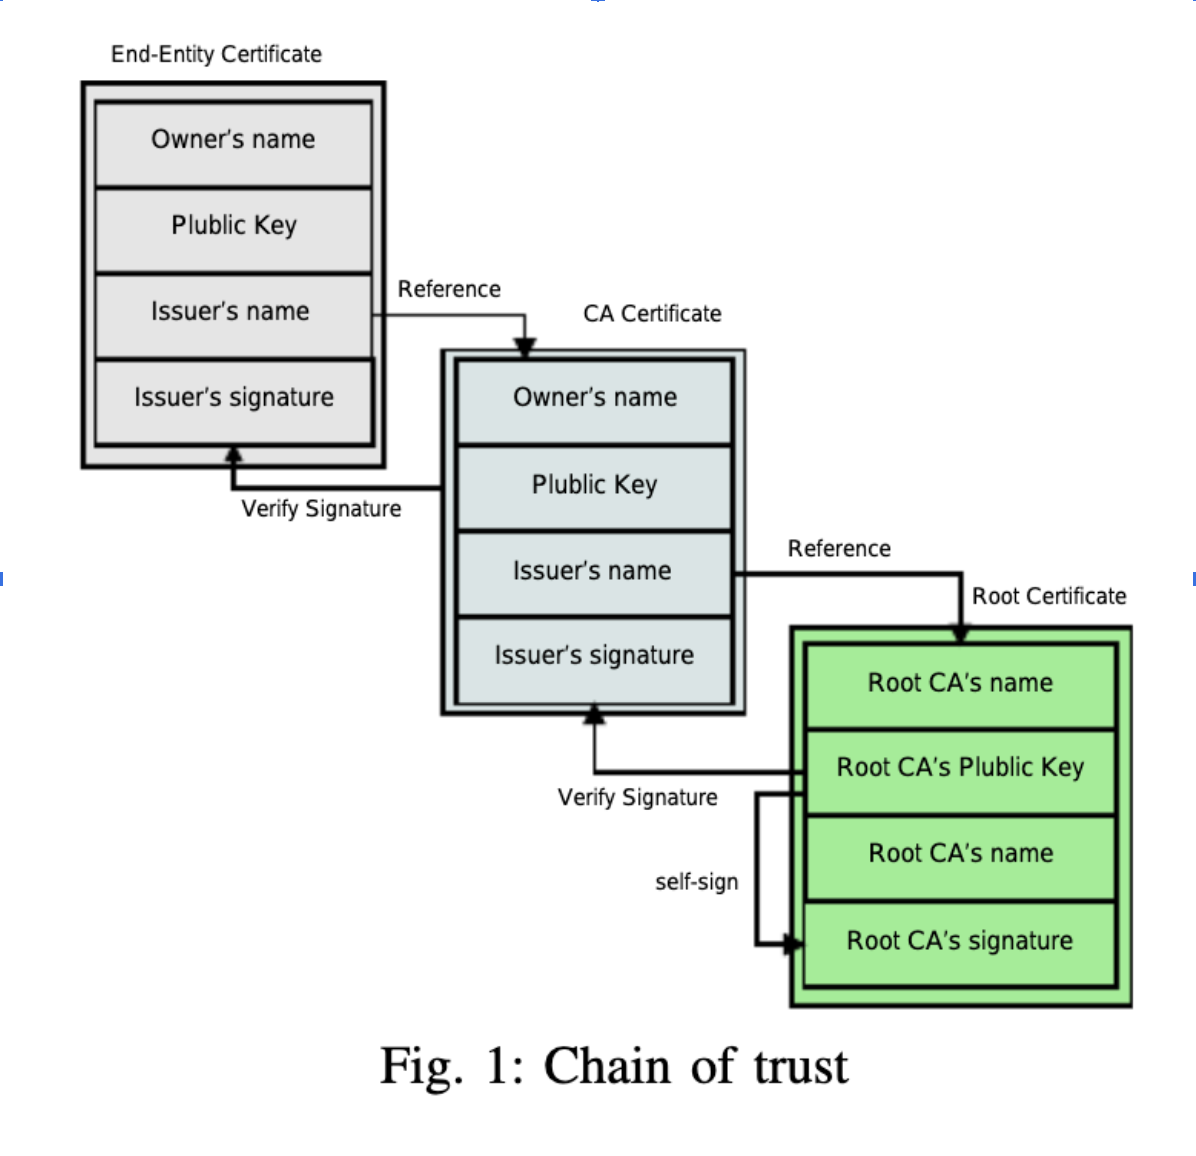 End-Entity Certificate
Owner's name
Plublic Key
Issuer's name
Issuer's signature
Reference
CA Certificate
Owner's name
Plublic Key
Issuer's name
Issuer's signature
Verify Signature
Reference
Root Certificate
Root CA's name
Root CA's Plublic Key
Root CA's name
Root CA's signature
Verify Signature
self-sign
Fig. 1: Chain of trust